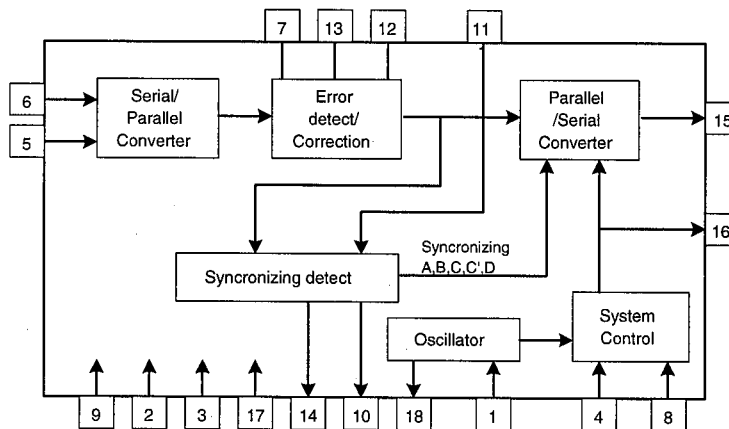 7 13 12 11
6
5
Serial/
Parallel
Converter
Error
detect/
Correction
Parallel
/Serial
Converter
15
16
Syncronizing
A,B,C,C',D
Syncronizing detect
Oscillator
System
Control
9 2 3 17 14 10 18 1 4 8